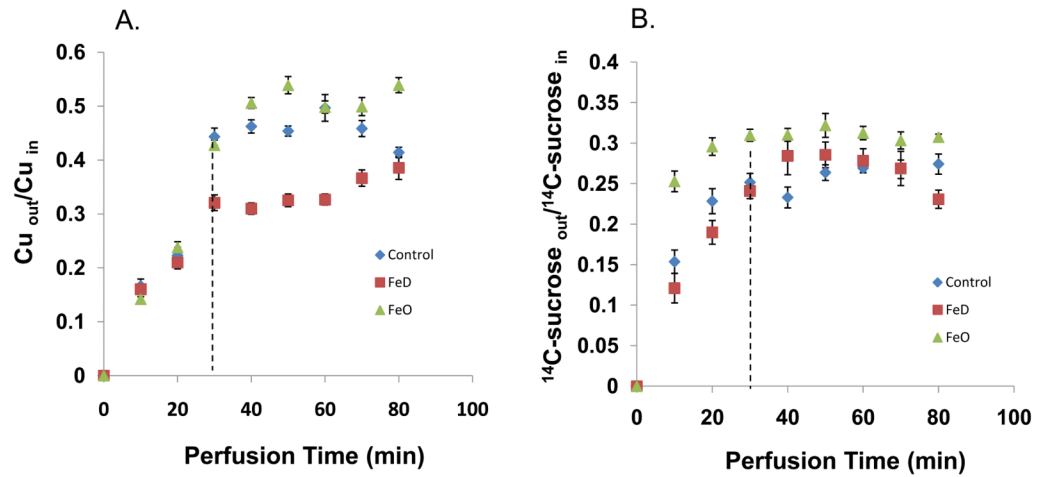 A.
Cu out/Cu in
0.6
0.5
0.4
0.3
0.2
0.1
0
Control
FeD
FeO
0 20 40 60 80 100
Perfusion Time (min)
B.
14C-sucrose out/14C-sucrose in
0.4
0.35
0.3
0.25
0.2
0.15
0.1
0.05
0
Control
FeD
FeO
0 20 40 60 80 100
Perfusion Time (min)